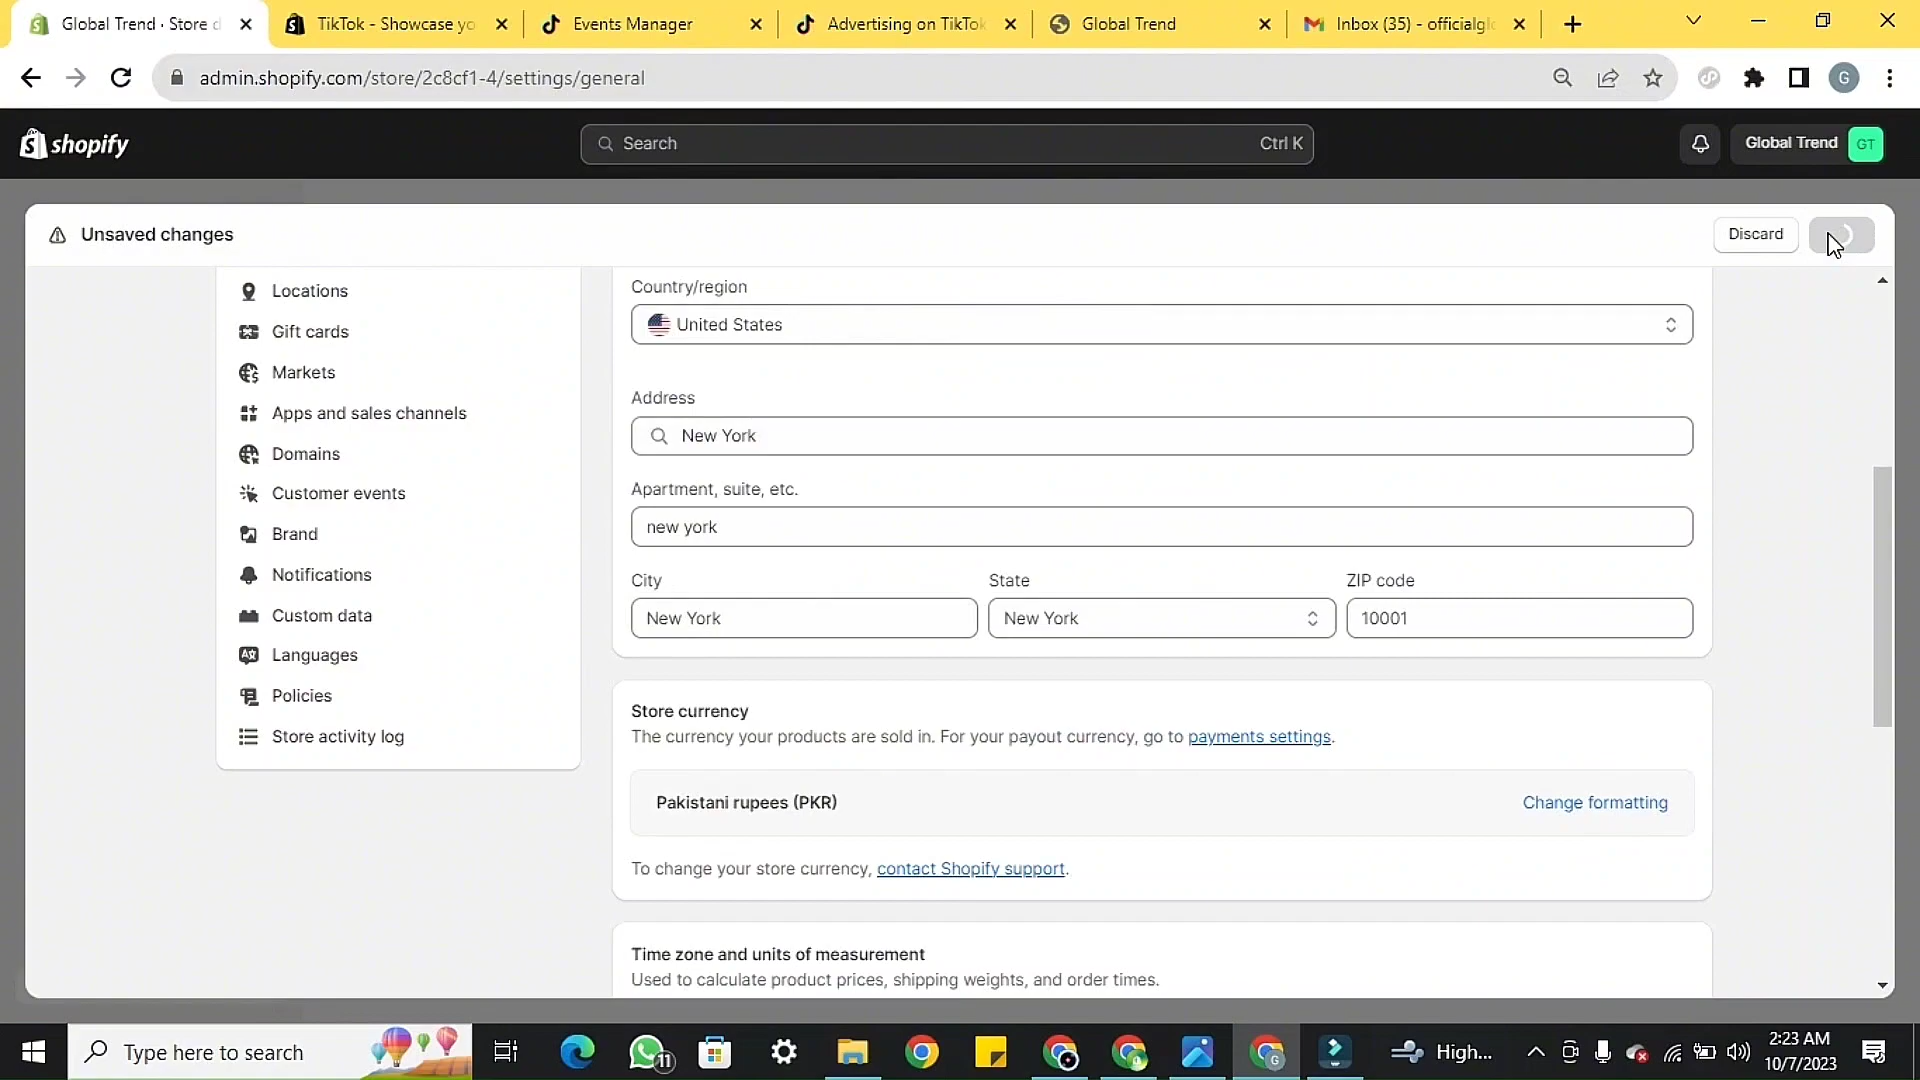 Global Trend · Store d
TikTok - Showcase yo
Events Manager
Advertising on TikTok
Global Trend
Inbox (35) - officialgl
admin.shopify.com/store/2c8cf1-4/settings/general
G
shopify
Search
Ctrl K
Global Trend
GT
Unsaved changes
Discard
Locations
Gift cards
Markets
Apps and sales channels
Domains
Customer events
Brand
Notifications
Custom data
Languages
Policies
Store activity log
Country/region
United States
Address
New York
Apartment, suite, etc.
new york
City
State
ZIP code
New York
New York
10001
Store currency
The currency your products are sold in. For your payout currency, go to payments settings.
Pakistani rupees (PKR)
Change formatting
To change your store currency, contact Shopify support.
Time zone and units of measurement
Used to calculate product prices, shipping weights, and order times.
Type here to search
11
G
High...
2:23 AM
10/7/2023